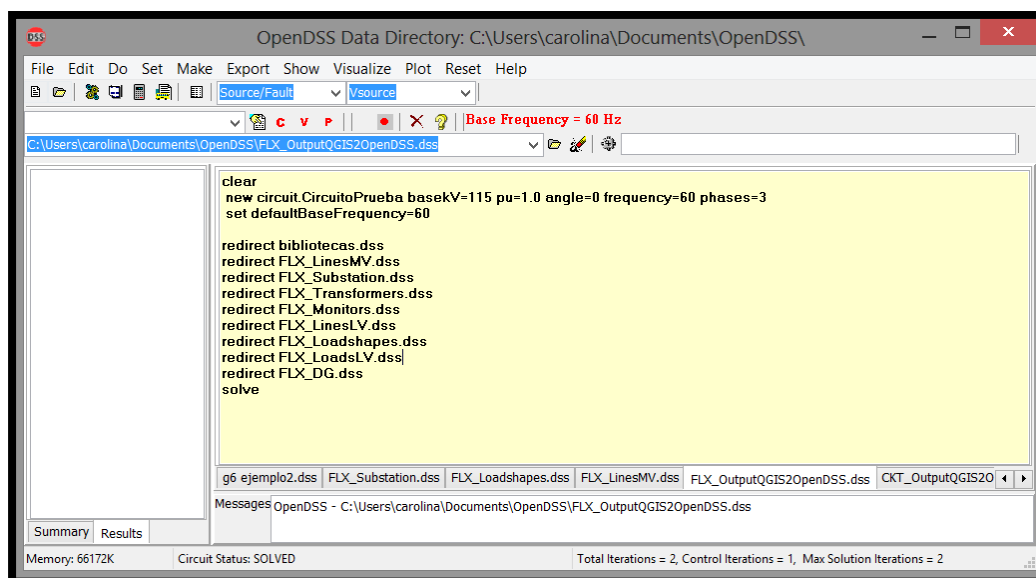 DSS
OpenDSS Data Directory: C:\Users\carolina\Documents\OpenDSS\
File Edit Do Set Make Export Show Visualize Plot Reset Help
Source/Fault Vsource
C V P Base Frequency = 60 Hz
C:\Users\carolina\Documents\OpenDSS\FLX_OutputQGIS2OpenDSS.dss
clear
new circuit.CircuitoPrueba basekV=115 pu=1.0 angle=0 frequency=60 phases=3
set defaultBaseFrequency=60
redirect bibliotecas.dss
redirect FLX_LinesMV.dss
redirect FLX_Substation.dss
redirect FLX_Transformers.dss
redirect FLX_Monitors.dss
redirect FLX_LinesLV.dss
redirect FLX_Loadshapes.dss
redirect FLX_LoadsLV.dss
redirect FLX_DG.dss
solve
g6 ejemplo2.dss FLX_Substation.dss FLX_Loadshapes.dss FLX_LinesMV.dss FLX_OutputQGIS2OpenDSS.dss CKT_OutputQGIS2O
Messages OpenDSS - C:\Users\carolina\Documents\OpenDSS\FLX_OutputQGIS2OpenDSS.dss
Summary Results
Memory: 66172K Circuit Status: SOLVED Total Iterations = 2, Control Iterations = 1, Max Solution Iterations = 2